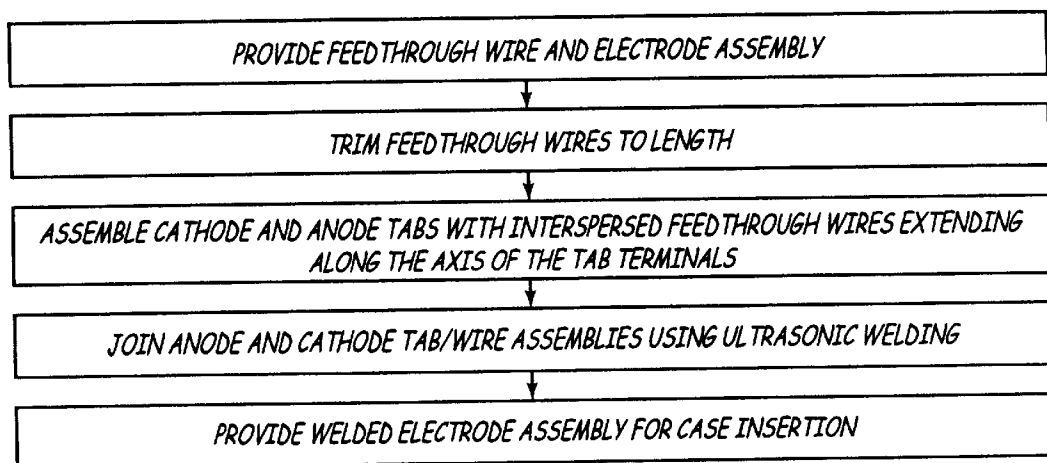 PROVIDE FEEDTHROUGH WIRE AND ELECTRODE ASSEMBLY
TRIM FEEDTHROUGH WIRES TO LENGTH
ASSEMBLE CATHODE AND ANODE TABS WITH INTERSPERSED FEEDTHROUGH WIRES EXTENDING
ALONG THE AXIS OF THE TAB TERMINALS
JOIN ANODE AND CATHODE TAB/WIRE ASSEMBLIES USING ULTRASONIC WELDING
PROVIDE WELDED ELECTRODE ASSEMBLY FOR CASE INSERTION